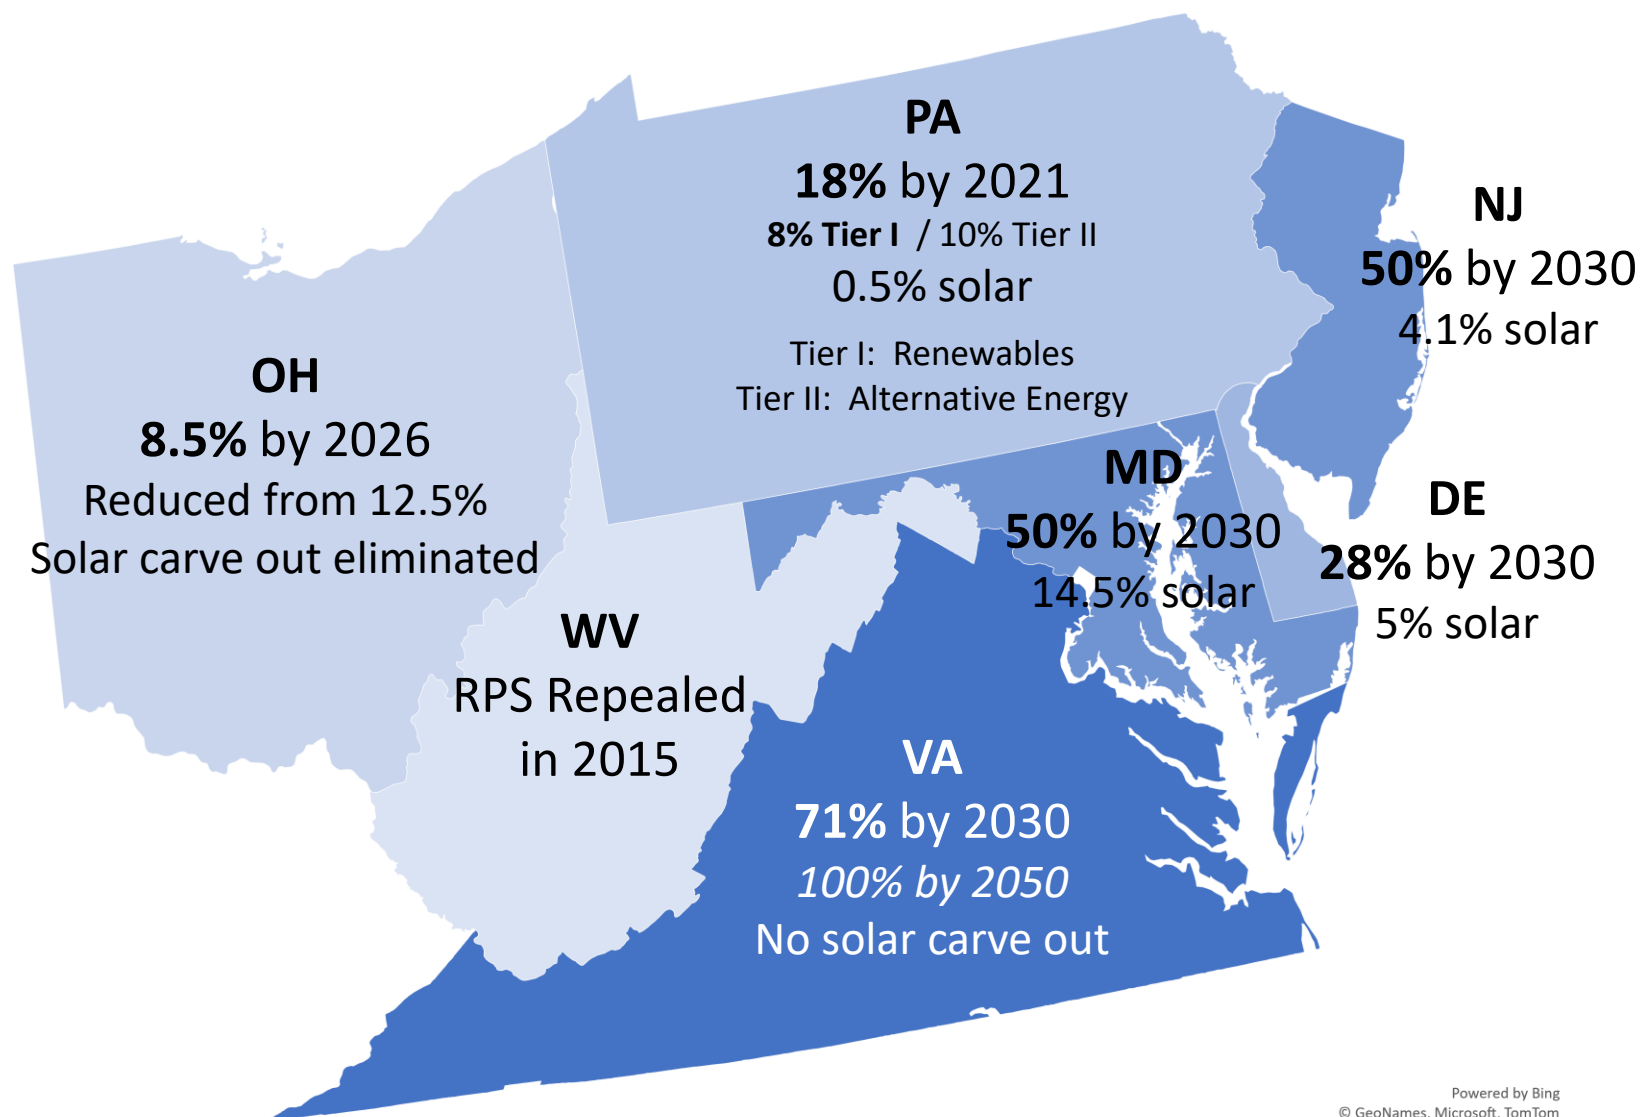 PA
18% by 2021
8% Tier I / 10% Tier II
0.5% solar
Tier I: Renewables
Tier II: Alternative Energy
NJ
50% by 2030
4.1% solar
OH
8.5% by 2026
Reduced from 12.5%
Solar carve out eliminated
MD
50% by 2030
14.5% solar
DE
28% by 2030
5% solar
WV
RPS Repealed
in 2015
VA
71% by 2030
100% by 2050
No solar carve out
Powered by Bing
© GeoNames, Microsoft, TomTom